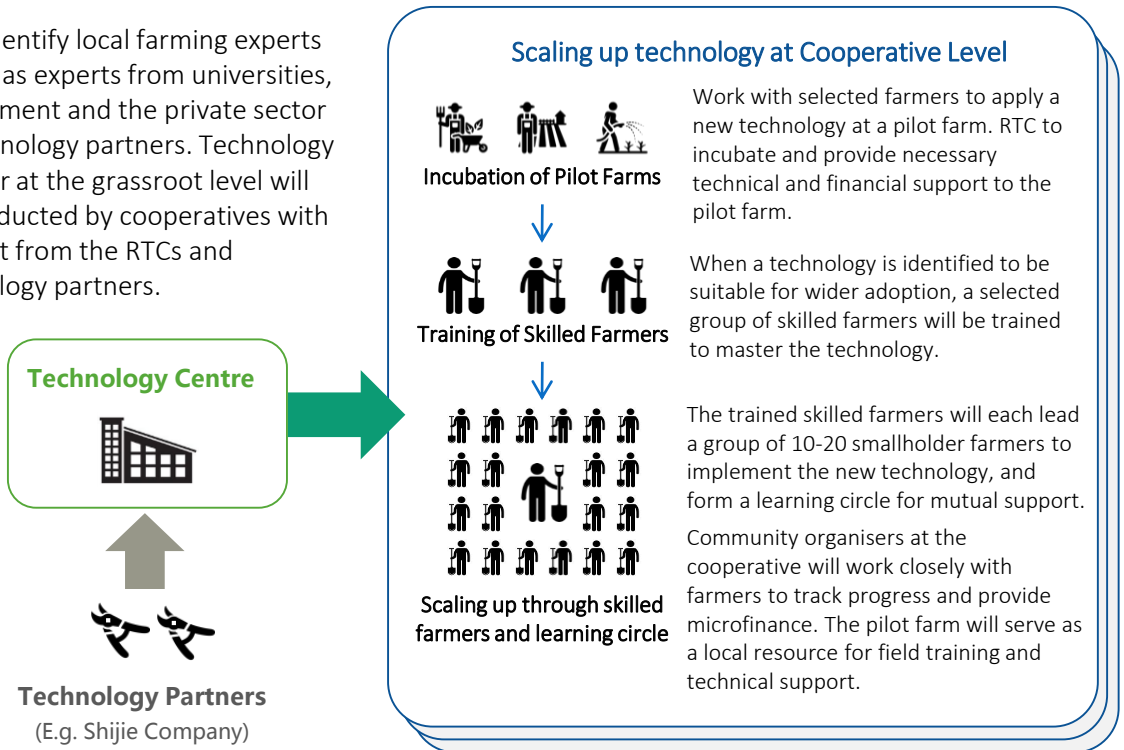 entify local farming experts
as experts from universities,
ment and the private sector
nology partners. Technology
r at the grassroot level will
ducted by cooperatives with
t from the RTCs and
logy partners.
Technology Centre
Technology Partners
(E.g. Shijie Company)
Scaling up technology at Cooperative Level
Incubation of Pilot Farms
Work with selected farmers to apply a
new technology at a pilot farm. RTC to
incubate and provide necessary
technical and financial support to the
pilot farm.
Training of Skilled Farmers
When a technology is identified to be
suitable for wider adoption, a selected
group of skilled farmers will be trained
to master the technology.
Scaling up through skilled
farmers and learning circle
The trained skilled farmers will each lead
a group of 10-20 smallholder farmers to
implement the new technology, and
form a learning circle for mutual support.
Community organisers at the
cooperative will work closely with
farmers to track progress and provide
microfinance. The pilot farm will serve as
a local resource for field training and
technical support.